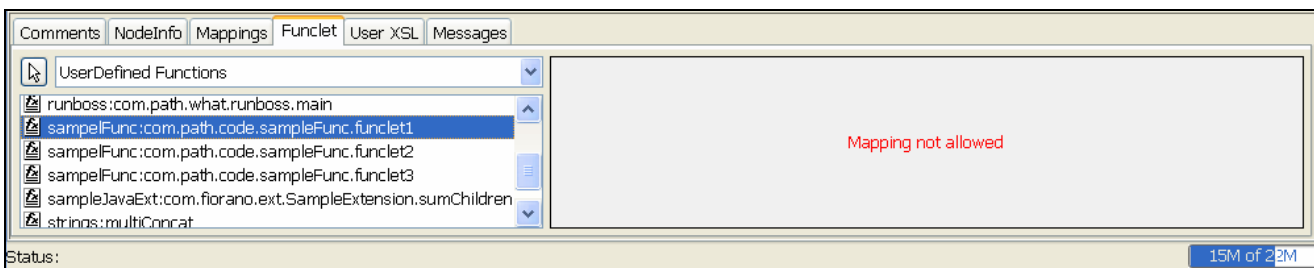 Comments NodeInfo Mappings Funclet User XSL Messages
UserDefined Functions
runboss:com.path.what.runboss.main
sampelFunc:com.path.code.sampleFunc.funclet1
sampelFunc:com.path.code.sampleFunc.funclet2
sampelFunc:com.path.code.sampleFunc.funclet3
sampleJavaExt:com.fiorano.ext.SampleExtension.sumChildren
strings:multiConcat
Mapping not allowed
Status:
15M of 22M